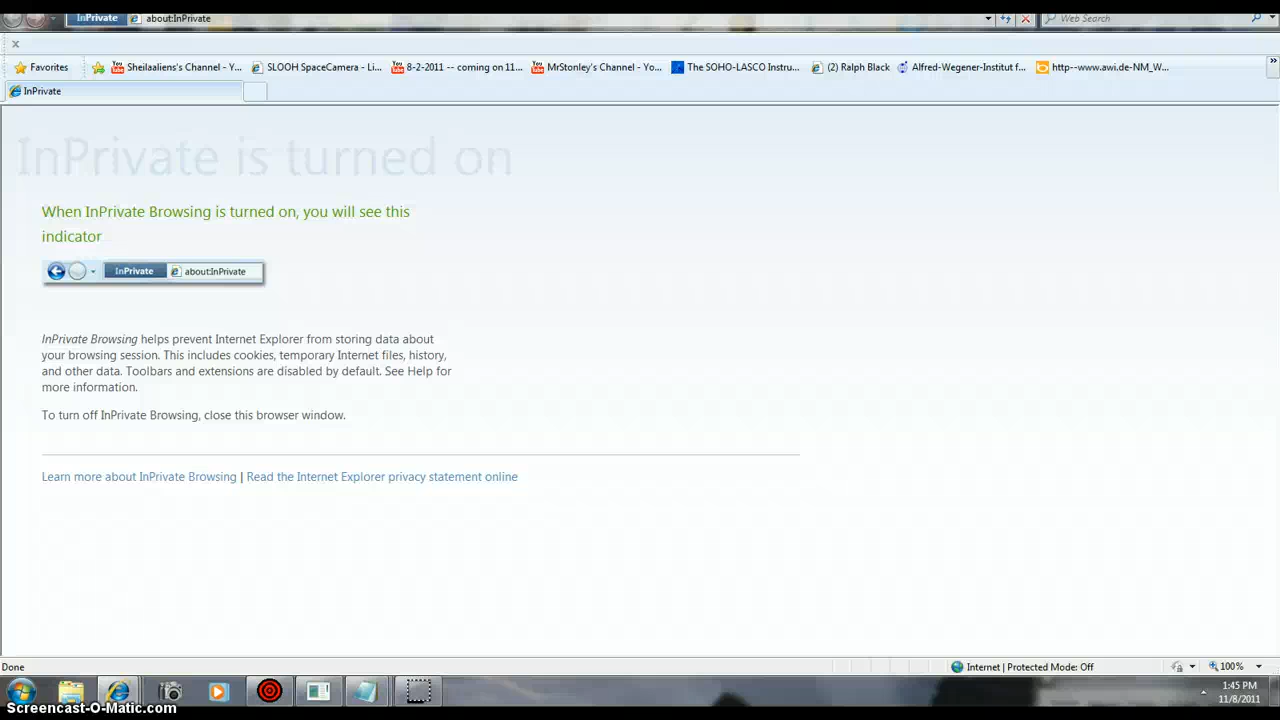 InPrivate about:InPrivate Web Search
x
Favorites Sheilaaliens's Channel - Y... SLOOH SpaceCamera - Li... 8-2-2011 -- coming on 11... MrStonley's Channel - Yo... The SOHO-LASCO Instru... (2) Ralph Black Alfred-Wegener-Institut f... http--www.awi.de-NM_W... »
InPrivate
InPrivate is turned on
When InPrivate Browsing is turned on, you will see this
indicator
InPrivate about:InPrivate
InPrivate Browsing helps prevent Internet Explorer from storing data about
your browsing session. This includes cookies, temporary Internet files, history,
and other data. Toolbars and extensions are disabled by default. See Help for
more information.
To turn off InPrivate Browsing, close this browser window.
Learn more about InPrivate Browsing | Read the Internet Explorer privacy statement online
Done Internet | Protected Mode: Off 100%
1:45 PM
11/8/2011
Screencast-O-Matic.com